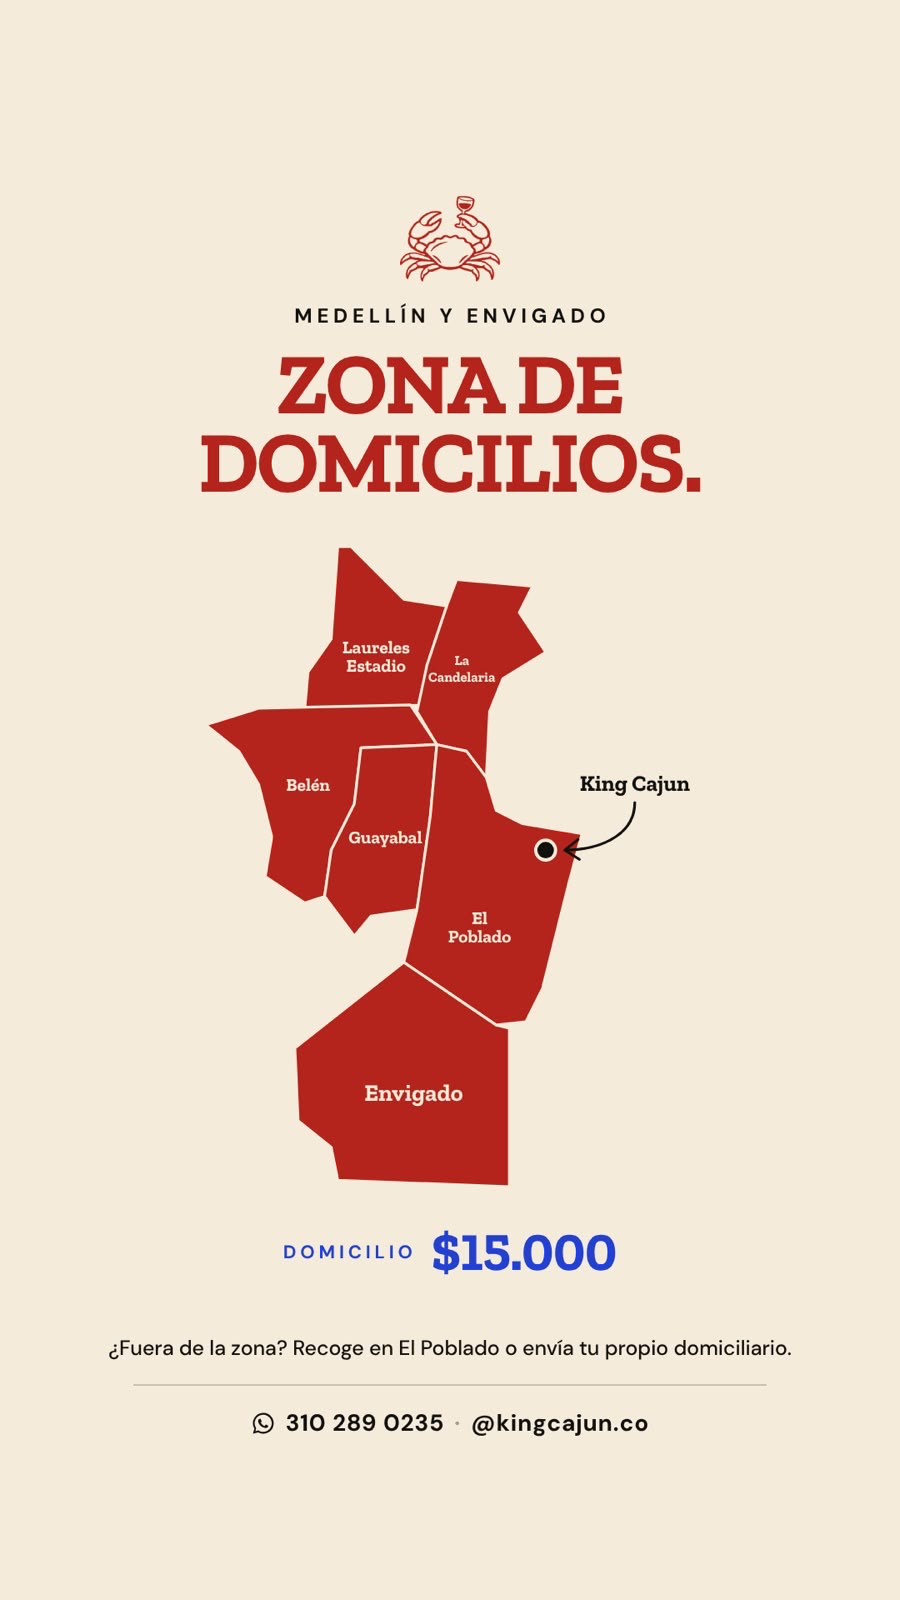 MEDELLÍN Y ENVIGADO
ZONA DE
DOMICILIOS.
Laureles
Estadio
La
Candelaria
Belén
King Cajun
Guayabal
El
Poblado
Envigado
DOMICILIO $15.000
¿Fuera de la zona? Recoge en El Poblado o envía tu propio domiciliario.
310 289 0235 · @kingcajun.co